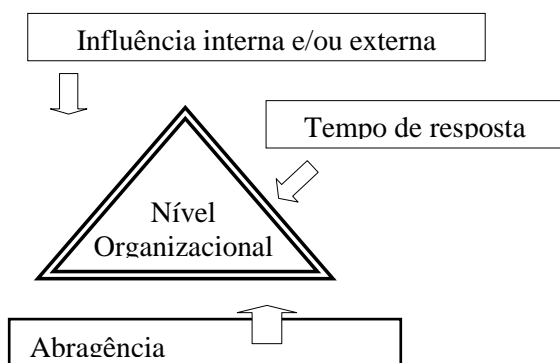 Influência interna e/ou externa
Tempo de resposta
Nível
Organizacional
Abragência